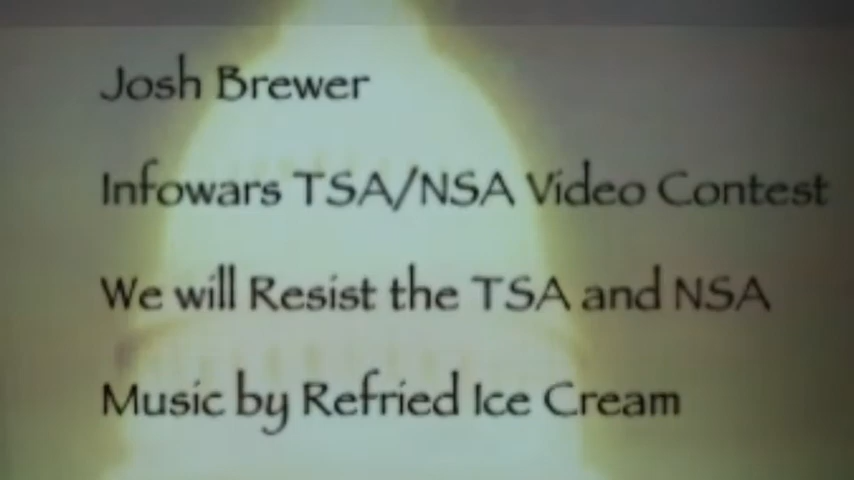 Josh Brewer
Infowars TSA/NSA Video Contest
We will Resist the TSA and NSA
Music by Refried Ice Cream